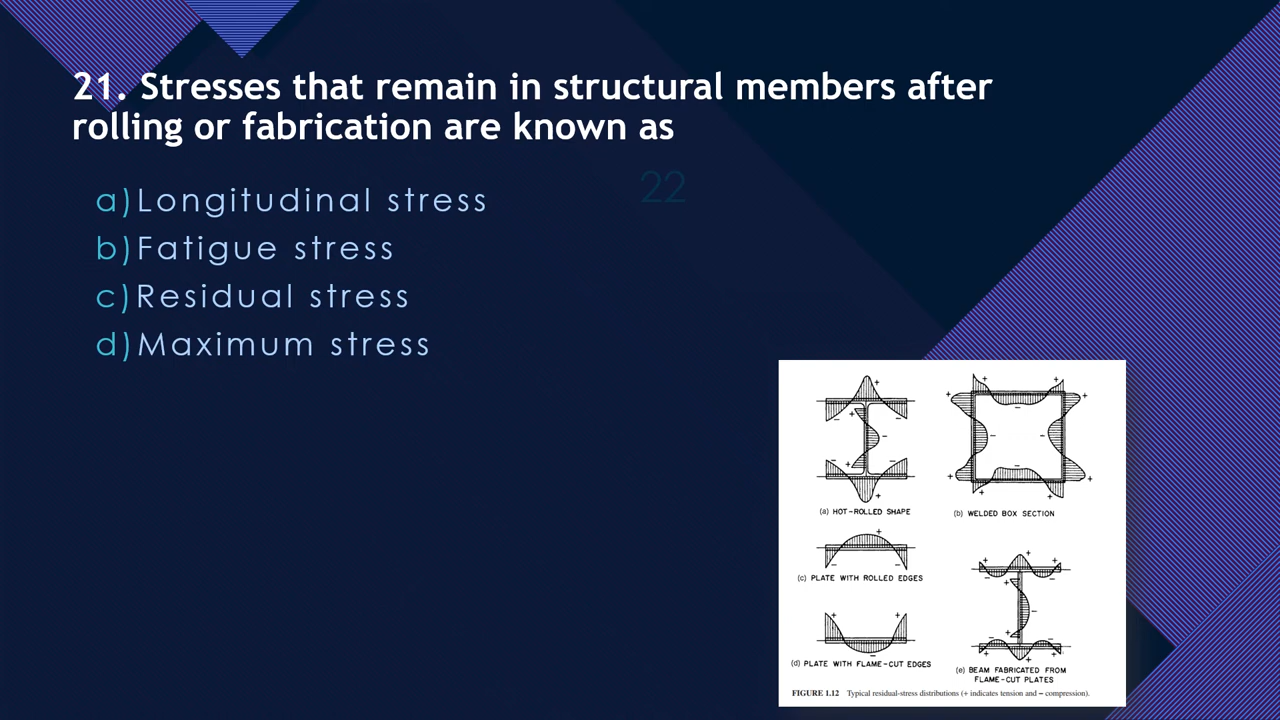 21. Stresses that remain in structural members after
rolling or fabrication are known as
22
a) Longitudinal stress
b) Fatigue stress
c) Residual stress
d) Maximum stress
(a) HOT-ROLLED SHAPE
(b) WELDED BOX SECTION
(c) PLATE WITH ROLLED EDGES
(d) PLATE WITH FLAME-CUT EDGES
(e) BEAM FABRICATED FROM
FLAME-CUT PLATES
FIGURE 1.12 Typical residual-stress distributions (+ indicates tension and – compression).